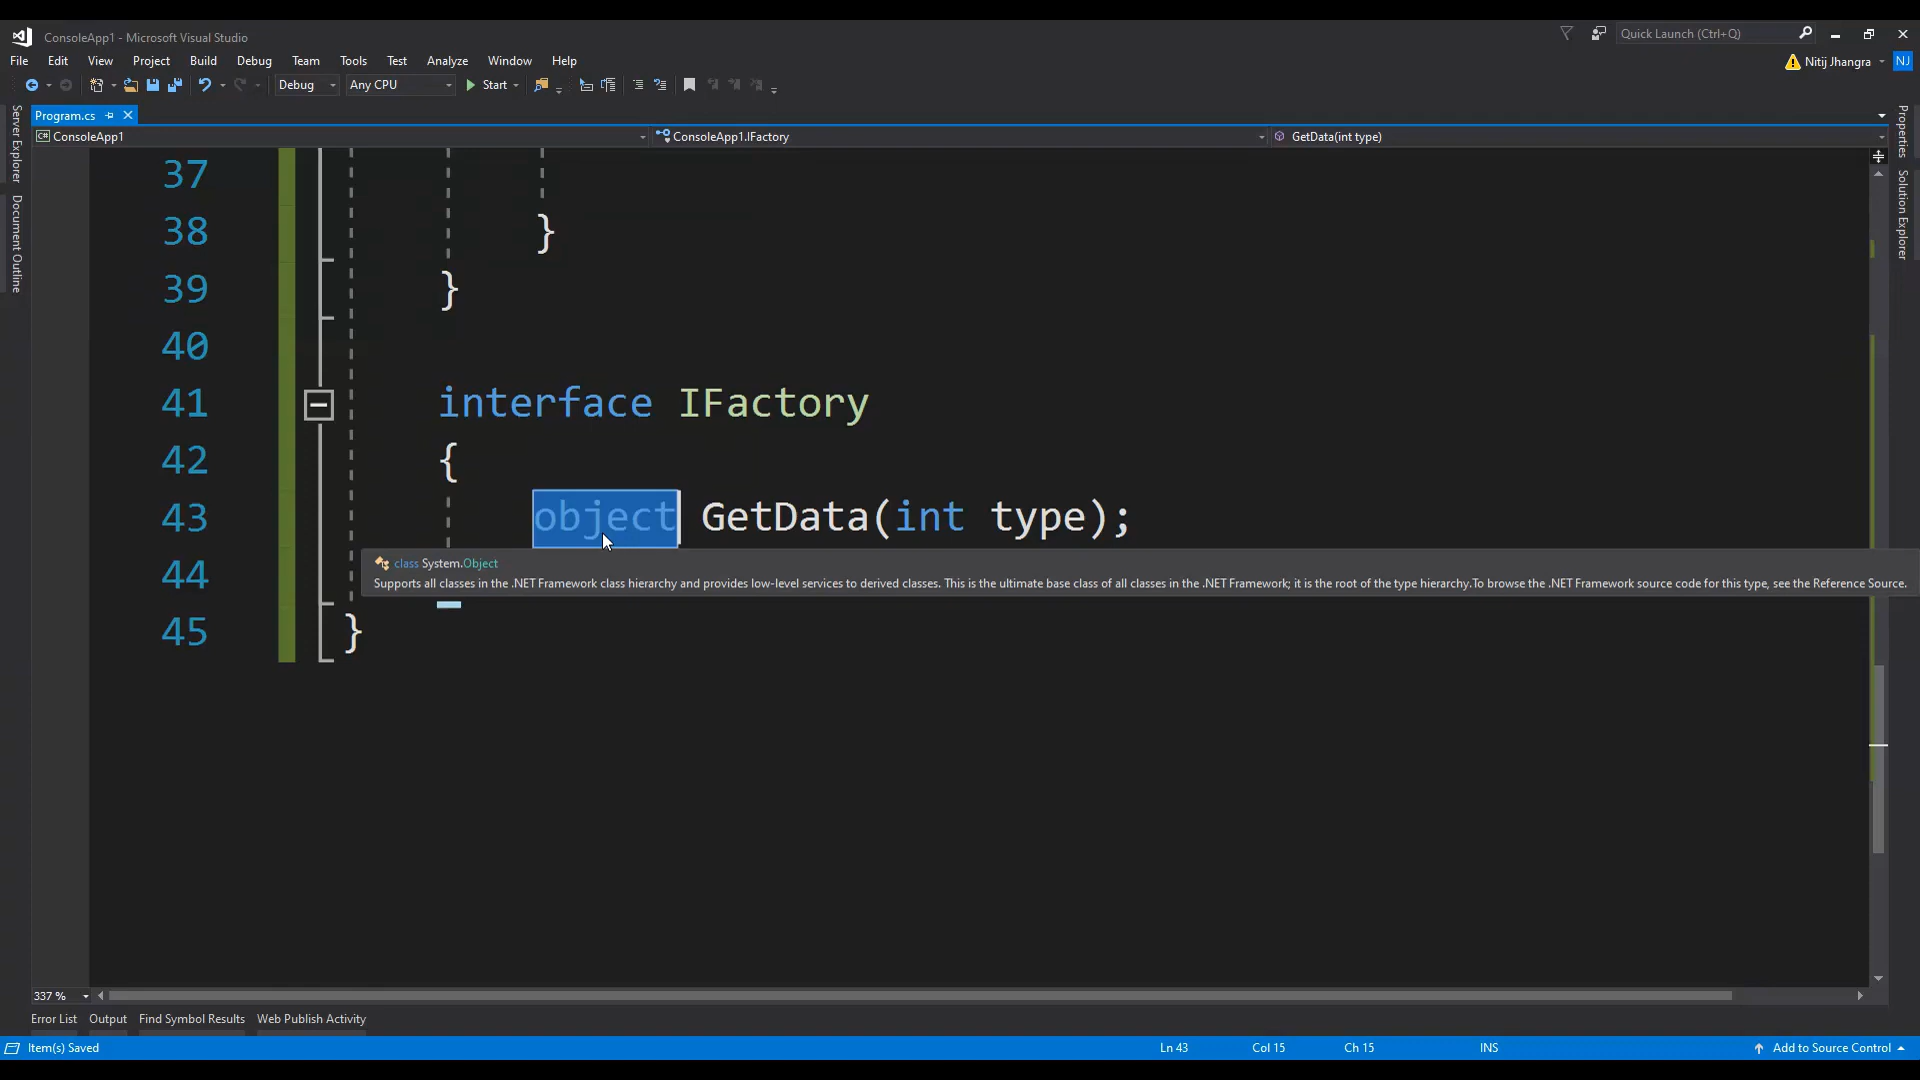 ConsoleApp1 - Microsoft Visual Studio
Quick Launch (Ctrl+Q)
File Edit View Project Build Debug Team Tools Test Analyze Window Help
Nitij Jhangra NJ
Debug Any CPU Start
Program.cs
ConsoleApp1 ConsoleApp1.IFactory GetData(int type)
Server Explorer
Document Outline
Properties
Solution Explorer
37
38 }
39 }
40
41 interface IFactory
42 {
43 object GetData(int type);
44
class System.Object
Supports all classes in the .NET Framework class hierarchy and provides low-level services to derived classes. This is the ultimate base class of all classes in the .NET Framework; it is the root of the type hierarchy.To browse the .NET Framework source code for this type, see the Reference Source.
45 }
337 %
Error List Output Find Symbol Results Web Publish Activity
Item(s) Saved Ln 43 Col 15 Ch 15 INS Add to Source Control